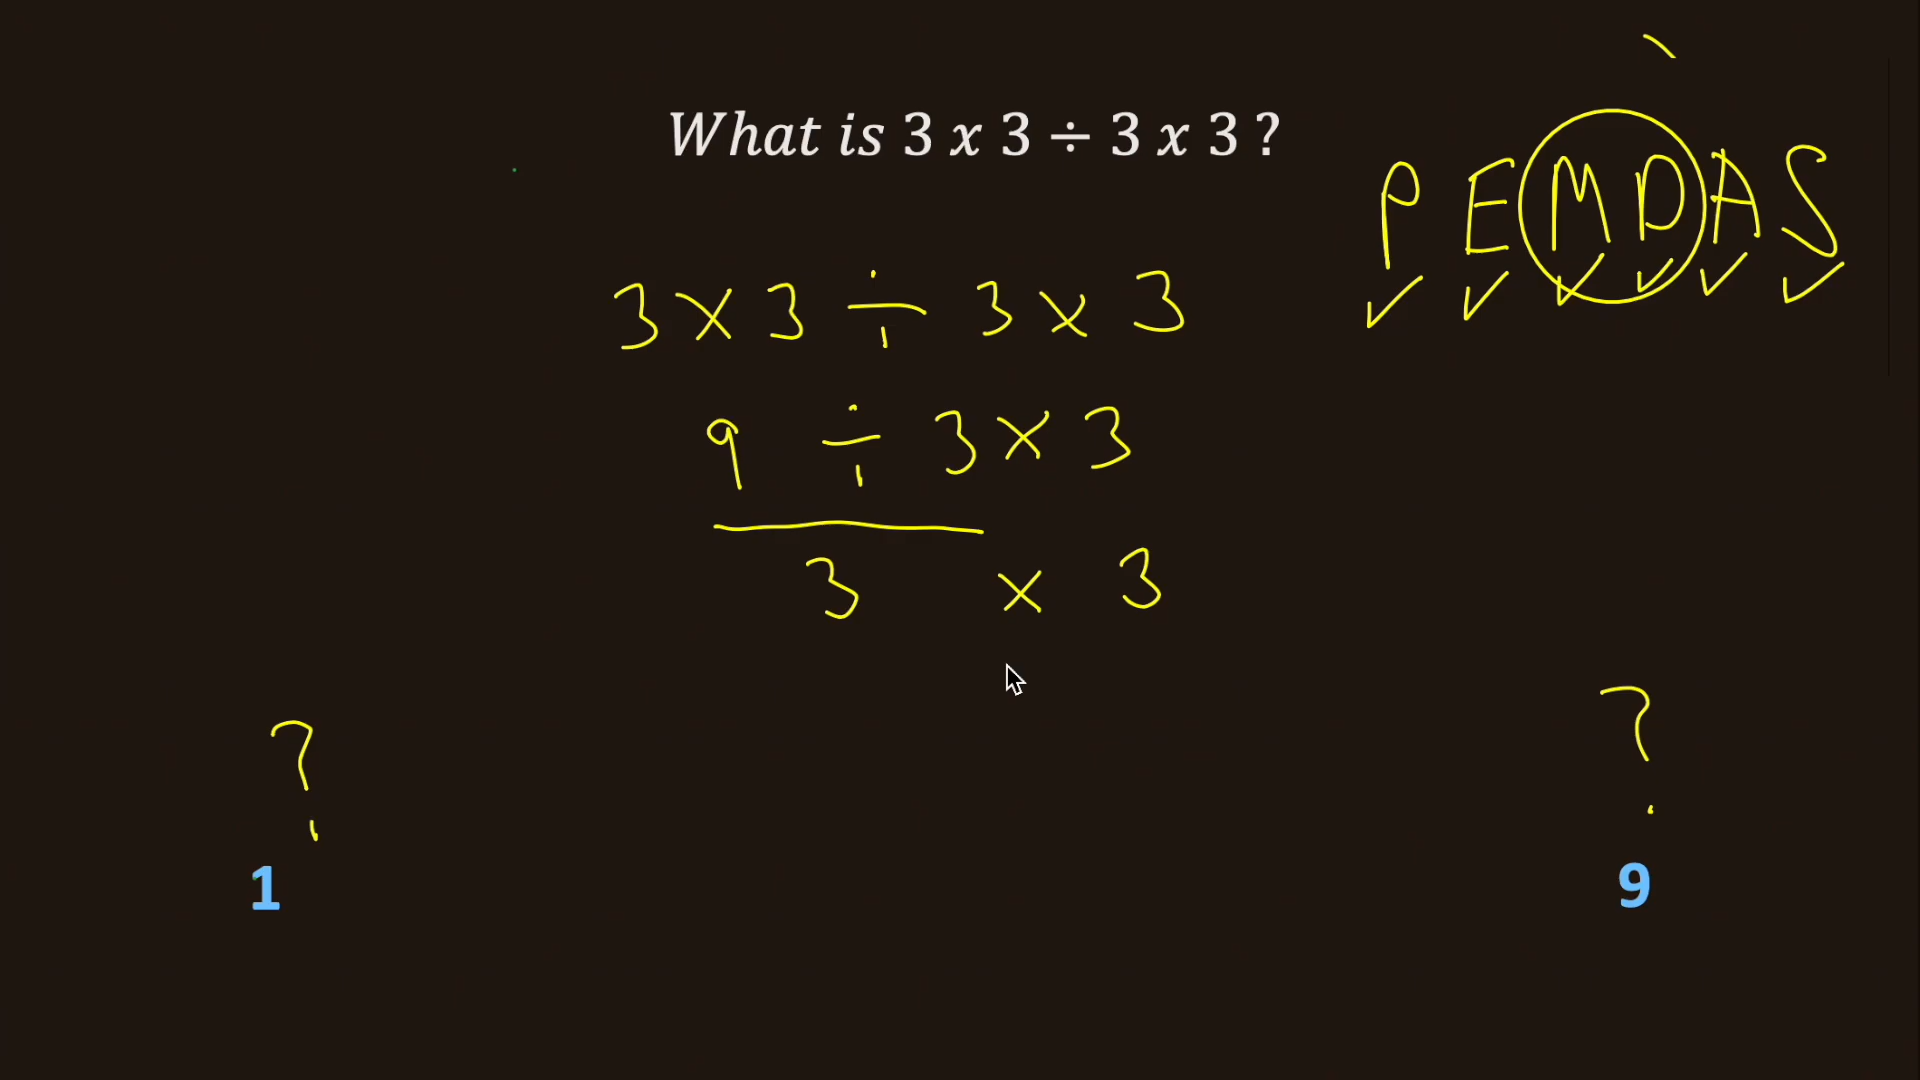 What is 3 x 3 ÷ 3 x 3 ?
PEMDAS
3 × 3 ÷ 3 × 3
9 ÷ 3 × 3
3 × 3
? ?
1 9